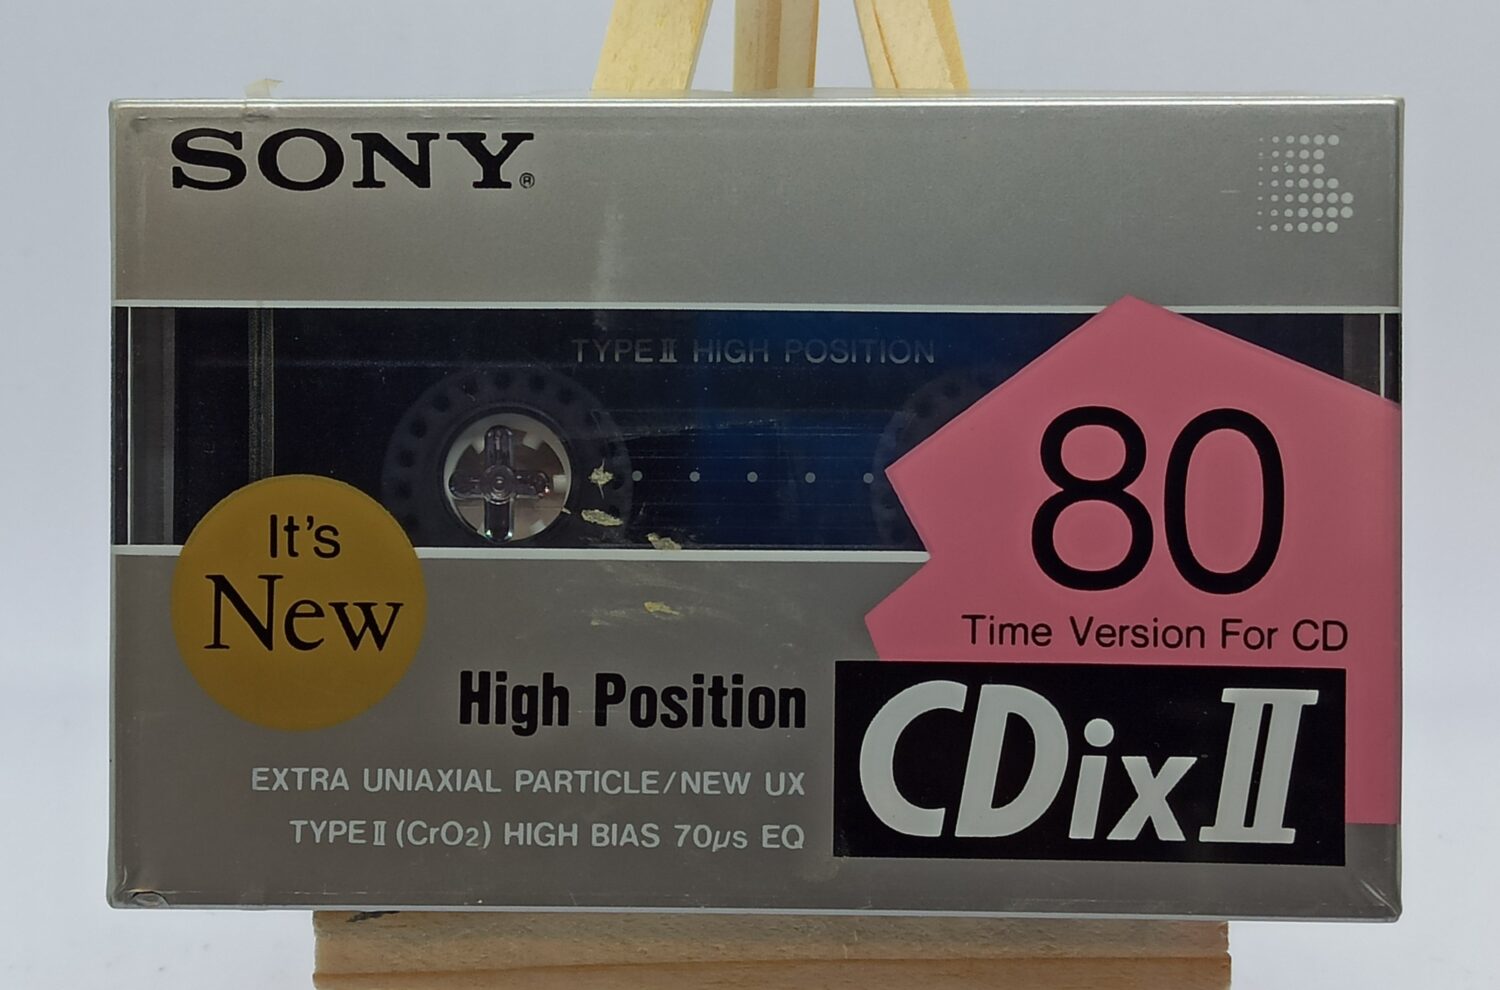 SONY®
TYPE II HIGH POSITION
80
Time Version For CD
It's
New
High Position
CDix II
EXTRA UNIAXIAL PARTICLE/NEW UX
TYPE II (CrO2) HIGH BIAS 70µs EQ